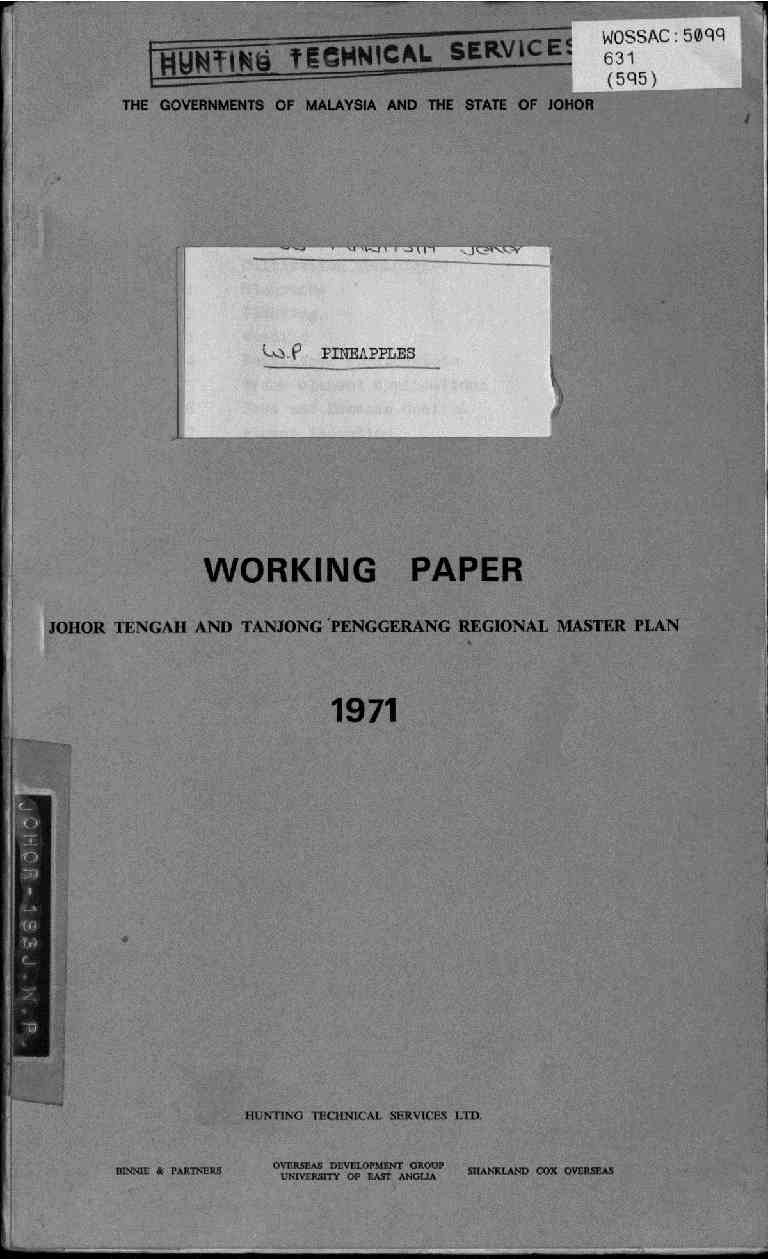 HUNTING TECHNICAL SERVICES
WOSSAC:5099
631
(595)
THE GOVERNMENTS OF MALAYSIA AND THE STATE OF JOHOR
W.P PINEAPPLES
WORKING PAPER
JOHOR TENGAH AND TANJONG PENGGERANG REGIONAL MASTER PLAN
1971
JOHOR-193J.N.P.
HUNTING TECHNICAL SERVICES LTD.
BINNIE & PARTNERS
OVERSEAS DEVELOPMENT GROUP
UNIVERSITY OF EAST ANGLIA
SHANKLAND COX OVERSEAS